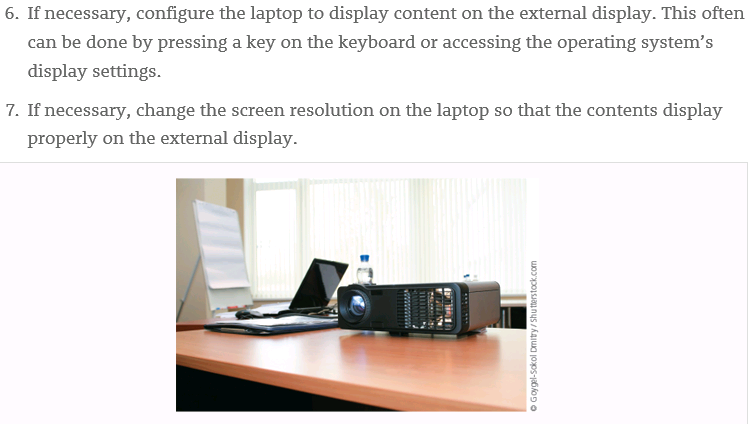 6. If necessary, configure the laptop to display content on the external display. This often
can be done by pressing a key on the keyboard or accessing the operating system’s
display settings.
7. If necessary, change the screen resolution on the laptop so that the contents display
properly on the external display.
© Goygel-Sokol Dmitry / Shutterstock.com